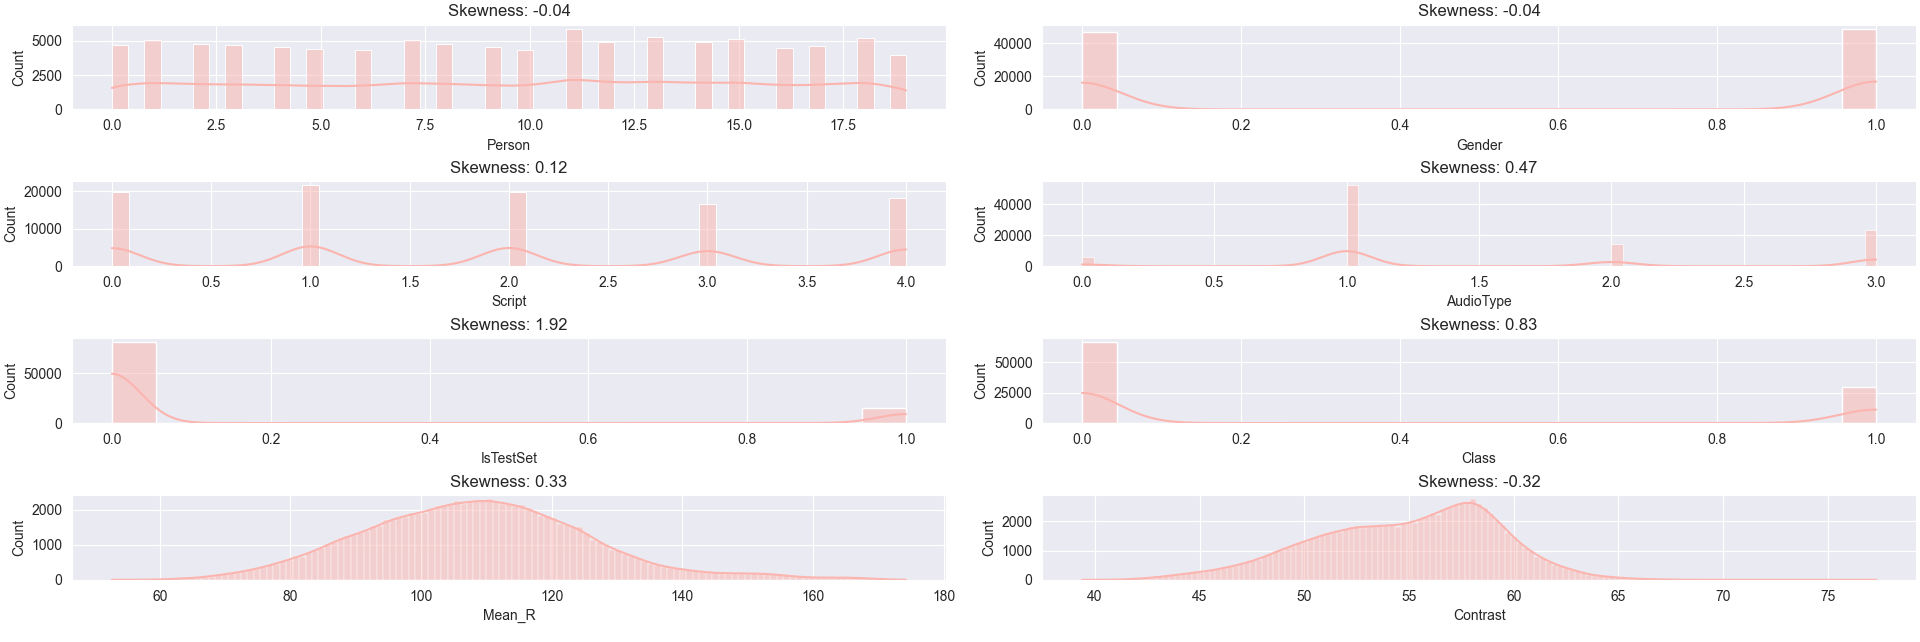 Skewness: -0.04
Count
5000
2500
0
0.0 2.5 5.0 7.5 10.0 12.5 15.0 17.5
Person
Skewness: -0.04
Count
40000
20000
0
0.0 0.2 0.4 0.6 0.8 1.0
Gender
Skewness: 0.12
Count
20000
10000
0
0.0 0.5 1.0 1.5 2.0 2.5 3.0 3.5 4.0
Script
Skewness: 0.47
Count
40000
20000
0
0.0 0.5 1.0 1.5 2.0 2.5 3.0
AudioType
Skewness: 1.92
Count
50000
0
0.0 0.2 0.4 0.6 0.8 1.0
IsTestSet
Skewness: 0.83
Count
50000
25000
0
0.0 0.2 0.4 0.6 0.8 1.0
Class
Skewness: 0.33
Count
2000
1000
0
60 80 100 120 140 160 180
Mean_R
Skewness: -0.32
Count
2000
1000
0
40 45 50 55 60 65 70 75
Contrast